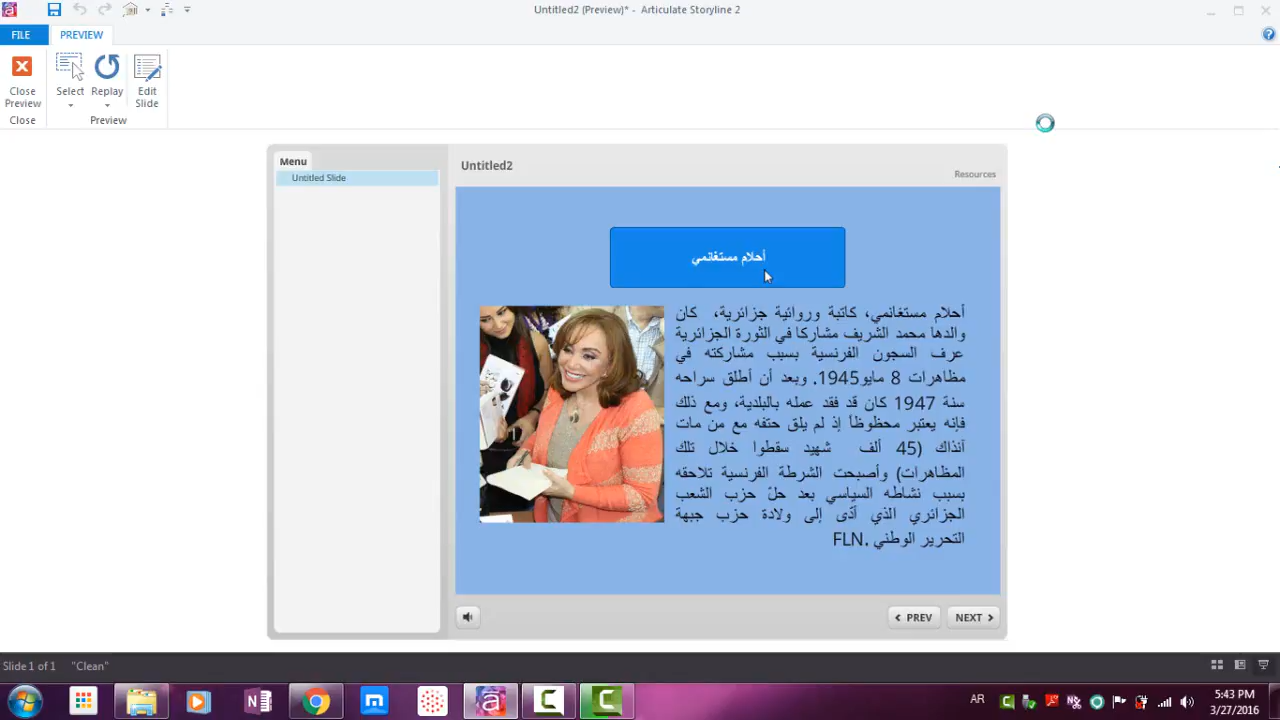 Untitled2 (Preview)* - Articulate Storyline 2
FILE
PREVIEW
Close Preview
Select
Replay
Edit Slide
Close
Preview
Menu
Untitled Slide
Untitled2
Resources
أحلام مستغانمي
أحلام مستغانمي، كاتبة وروائية جزائرية، كان
والدها محمد الشريف مشاركا في الثورة الجزائرية
عرف السجون الفرنسية بسبب مشاركته في
مظاهرات 8 مايو1945. وبعد أن أطلق سراحه
سنة 1947 كان قد فقد عمله بالبلدية، ومع ذلك
فإنه يعتبر محظوظاً إذ لم يلق حتفه مع من مات
آنذاك (45 ألف شهيد سقطوا خلال تلك
المظاهرات) وأصبحت الشرطة الفرنسية تلاحقه
بسبب نشاطه السياسي بعد حلّ حزب الشعب
الجزائري الذي أدّى إلى ولادة حزب جبهة
التحرير الوطني .FLN
PREV
NEXT
Slide 1 of 1
"Clean"
AR
5:43 PM
3/27/2016